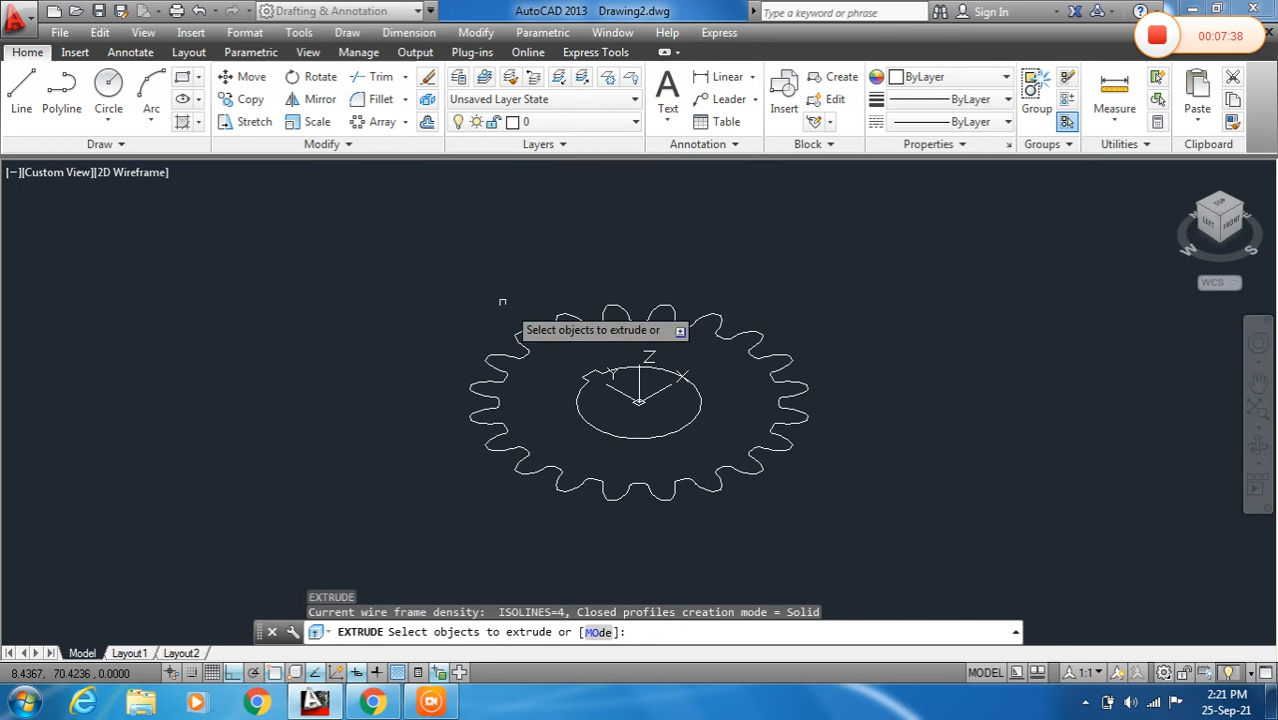 Drafting & Annotation
AutoCAD 2013 Drawing2.dwg
Type a keyword or phrase
Sign In
00:07:38
File Edit View Insert Format Tools Draw Dimension Modify Parametric Window Help Express
Home Insert Annotate Layout Parametric View Manage Output Plug-ins Online Express Tools
Line Polyline Circle Arc
Draw
Move Rotate Trim
Copy Mirror Fillet
Stretch Scale Array
Modify
Unsaved Layer State
0
Layers
Text
Linear
Leader
Table
Annotation
Insert
Create
Edit
Block
ByLayer
ByLayer
ByLayer
Properties
Group
Groups
Measure
Utilities
Paste
Clipboard
[−][Custom View][2D Wireframe]
TOP
LEFT FRONT
W S
WCS
Select objects to extrude or
Z
Y X
EXTRUDE
Current wire frame density: ISOLINES=4, Closed profiles creation mode = Solid
EXTRUDE Select objects to extrude or [MOde]:
Model Layout1 Layout2
8.4367, 70.4236, 0.0000
MODEL
1:1
2:21 PM
25-Sep-21